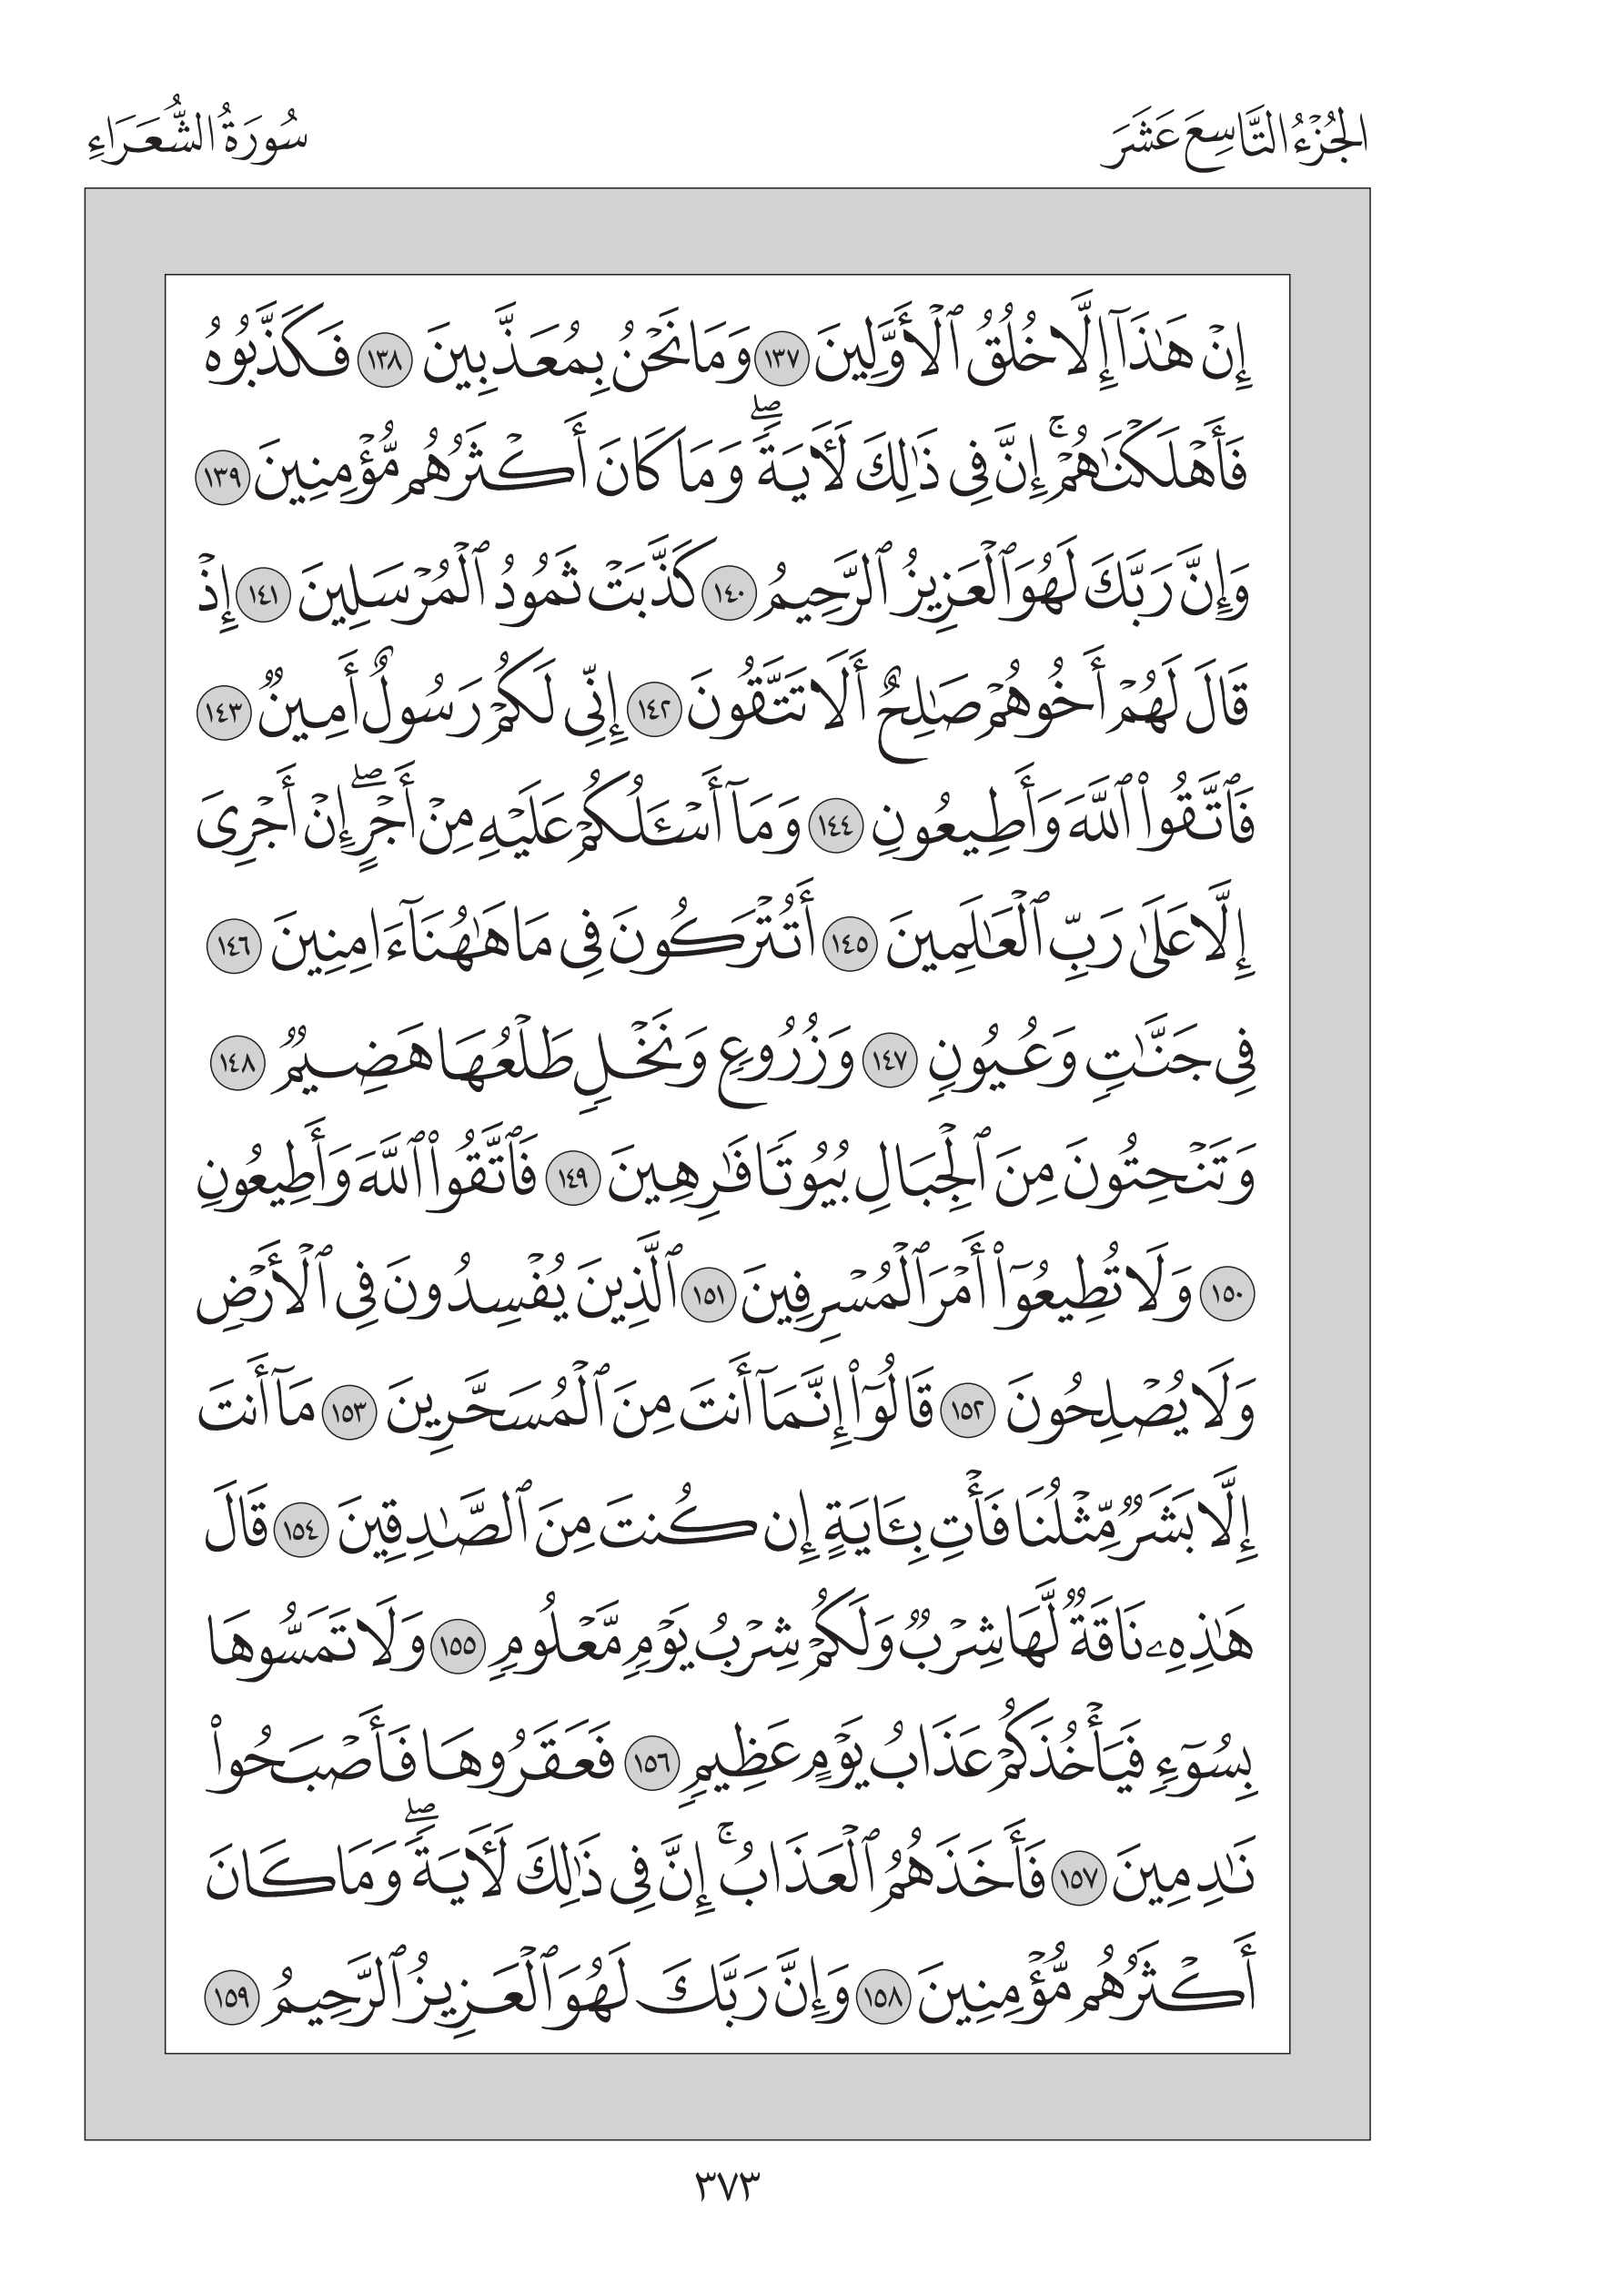 الجُزْءُ التَّاسِعَ عَشَرَ
سُورَةُ الشُّعَرَاءِ
إِنۡ هَٰذَآ إِلَّا خُلُقُ ٱلۡأَوَّلِينَ ١٣٧ وَمَا نَحۡنُ بِمُعَذَّبِينَ ١٣٨ فَكَذَّبُوهُ
فَأَهۡلَكۡنَٰهُمۡۚ إِنَّ فِي ذَٰلِكَ لَأٓيَةٗۖ وَمَا كَانَ أَكۡثَرُهُم مُّؤۡمِنِينَ ١٣٩
وَإِنَّ رَبَّكَ لَهُوَ ٱلۡعَزِيزُ ٱلرَّحِيمُ ١٤٠ كَذَّبَتۡ ثَمُودُ ٱلۡمُرۡسَلِينَ ١٤١ إِذۡ
قَالَ لَهُمۡ أَخُوهُمۡ صَٰلِحٌ أَلَا تَتَّقُونَ ١٤٢ إِنِّي لَكُمۡ رَسُولٌ أَمِينٞ ١٤٣
فَٱتَّقُواْ ٱللَّهَ وَأَطِيعُونِ ١٤٤ وَمَآ أَسۡـَٔلُكُمۡ عَلَيۡهِ مِنۡ أَجۡرٍۖ إِنۡ أَجۡرِيَ
إِلَّا عَلَىٰ رَبِّ ٱلۡعَٰلَمِينَ ١٤٥ أَتُتۡرَكُونَ فِي مَا هَٰهُنَآ ءَامِنِينَ ١٤٦
فِي جَنَّٰتٖ وَعُيُونٖ ١٤٧ وَزُرُوعٖ وَنَخۡلٖ طَلۡعُهَا هَضِيمٞ ١٤٨
وَتَنۡحِتُونَ مِنَ ٱلۡجِبَالِ بُيُوتٗا فَٰرِهِينَ ١٤٩ فَٱتَّقُواْ ٱللَّهَ وَأَطِيعُونِ
١٥٠ وَلَا تُطِيعُوٓاْ أَمۡرَ ٱلۡمُسۡرِفِينَ ١٥١ ٱلَّذِينَ يُفۡسِدُونَ فِي ٱلۡأَرۡضِ
وَلَا يُصۡلِحُونَ ١٥٢ قَالُوٓاْ إِنَّمَآ أَنتَ مِنَ ٱلۡمُسَحَّرِينَ ١٥٣ مَآ أَنتَ
إِلَّا بَشَرٞ مِّثۡلُنَا فَأۡتِ بِـَٔايَةٍ إِن كُنتَ مِنَ ٱلصَّٰدِقِينَ ١٥٤ قَالَ
هَٰذِهِۦ نَاقَةٞ لَّهَا شِرۡبٞ وَلَكُمۡ شِرۡبُ يَوۡمٖ مَّعۡلُومٖ ١٥٥ وَلَا تَمَسُّوهَا
بِسُوٓءٖ فَيَأۡخُذَكُمۡ عَذَابُ يَوۡمٍ عَظِيمٖ ١٥٦ فَعَقَرُوهَا فَأَصۡبَحُواْ
نَٰدِمِينَ ١٥٧ فَأَخَذَهُمُ ٱلۡعَذَابُۚ إِنَّ فِي ذَٰلِكَ لَأٓيَةٗۖ وَمَا كَانَ
أَكۡثَرُهُم مُّؤۡمِنِينَ ١٥٨ وَإِنَّ رَبَّكَ لَهُوَ ٱلۡعَزِيزُ ٱلرَّحِيمُ ١٥٩
٣٧٣